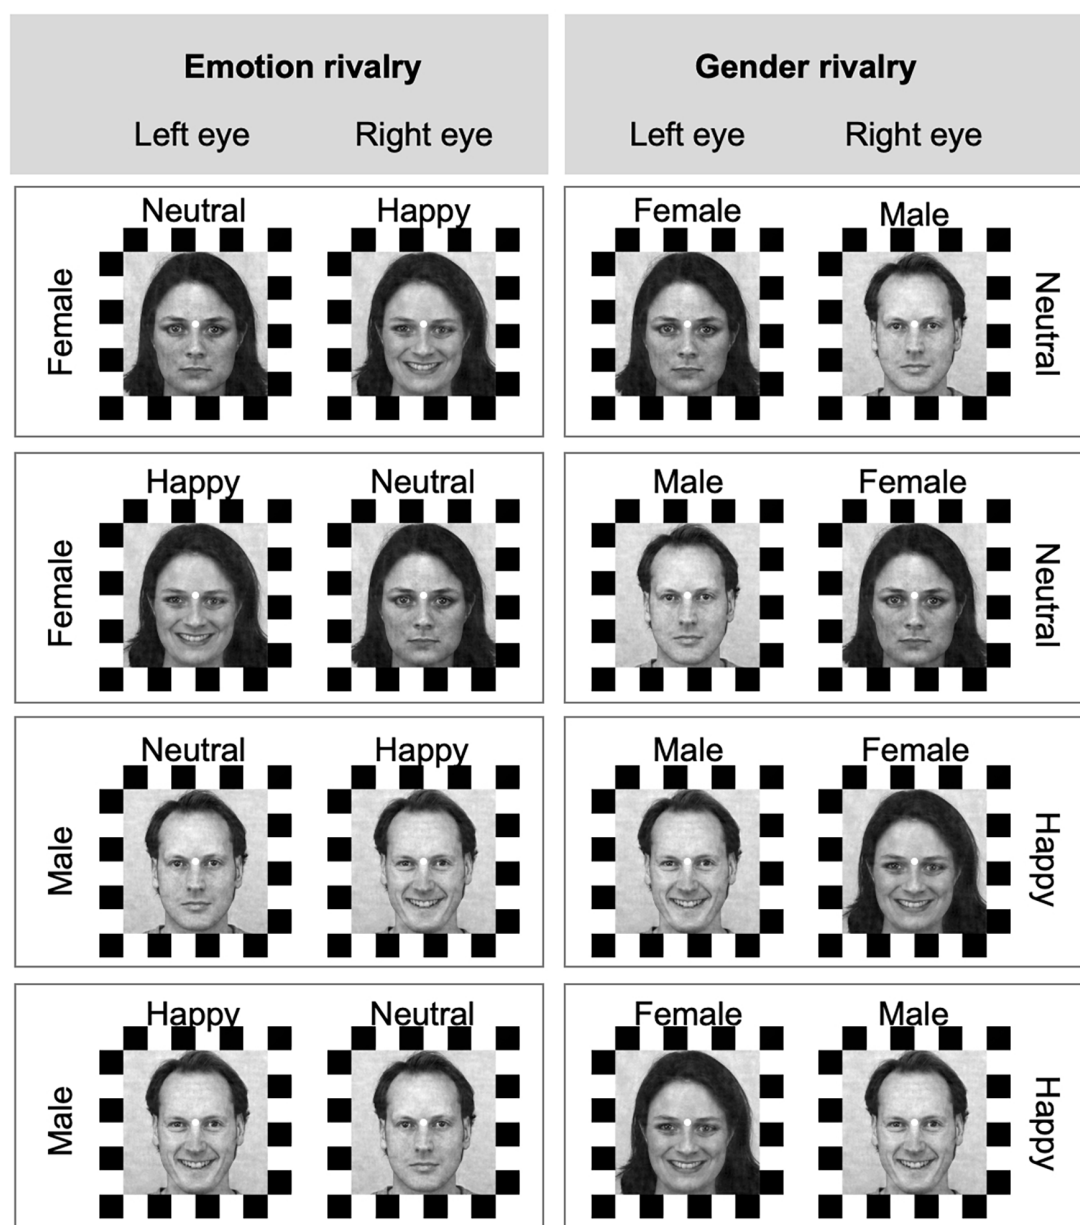 Emotion rivalry
Gender rivalry
Left eye Right eye
Left eye Right eye
Neutral Happy
Female
Female Male
Neutral
Happy Neutral
Female
Male Female
Neutral
Neutral Happy
Male
Male Female
Happy
Happy Neutral
Male
Female Male
Happy